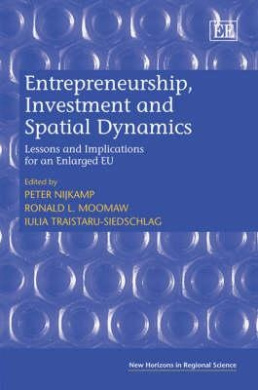 EE
Entrepreneurship,
Investment and
Spatial Dynamics
Lessons and Implications
for an Enlarged EU
Edited by
PETER NIJKAMP
RONALD L. MOOMAW
IULIA TRAISTARU-SIEDSCHLAG
New Horizons in Regional Science